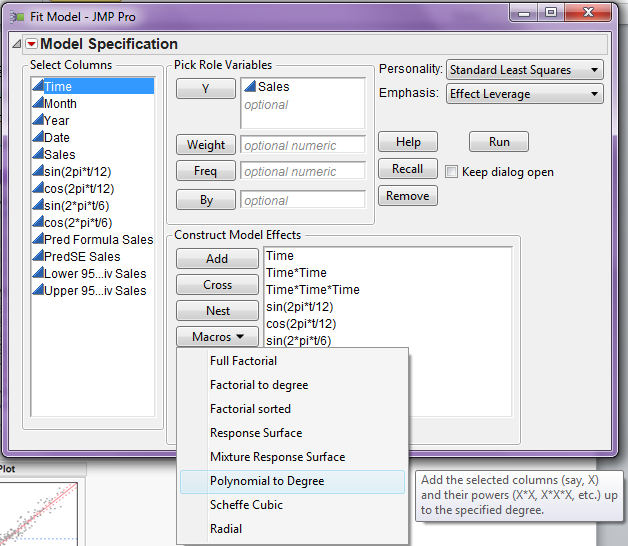 Fit Model - JMP Pro
Model Specification
Select Columns
Time
Month
Year
Date
Sales
sin(2pi*t/12)
cos(2pi*t/12)
sin(2*pi*t/6)
cos(2*pi*t/6)
Pred Formula Sales
PredSE Sales
Lower 95...iv Sales
Upper 95...iv Sales
Pick Role Variables
Y
Sales
optional
Weight
optional numeric
Freq
optional numeric
By
optional
Personality: Standard Least Squares
Emphasis: Effect Leverage
Help
Run
Recall
Keep dialog open
Remove
Construct Model Effects
Add
Cross
Nest
Macros
Time
Time*Time
Time*Time*Time
sin(2pi*t/12)
cos(2pi*t/12)
sin(2*pi*t/6)
Full Factorial
Factorial to degree
Factorial sorted
Response Surface
Mixture Response Surface
Polynomial to Degree
Scheffe Cubic
Radial
Add the selected columns (say, X)
and their powers (X*X, X*X*X, etc.) up
to the specified degree.
Plot